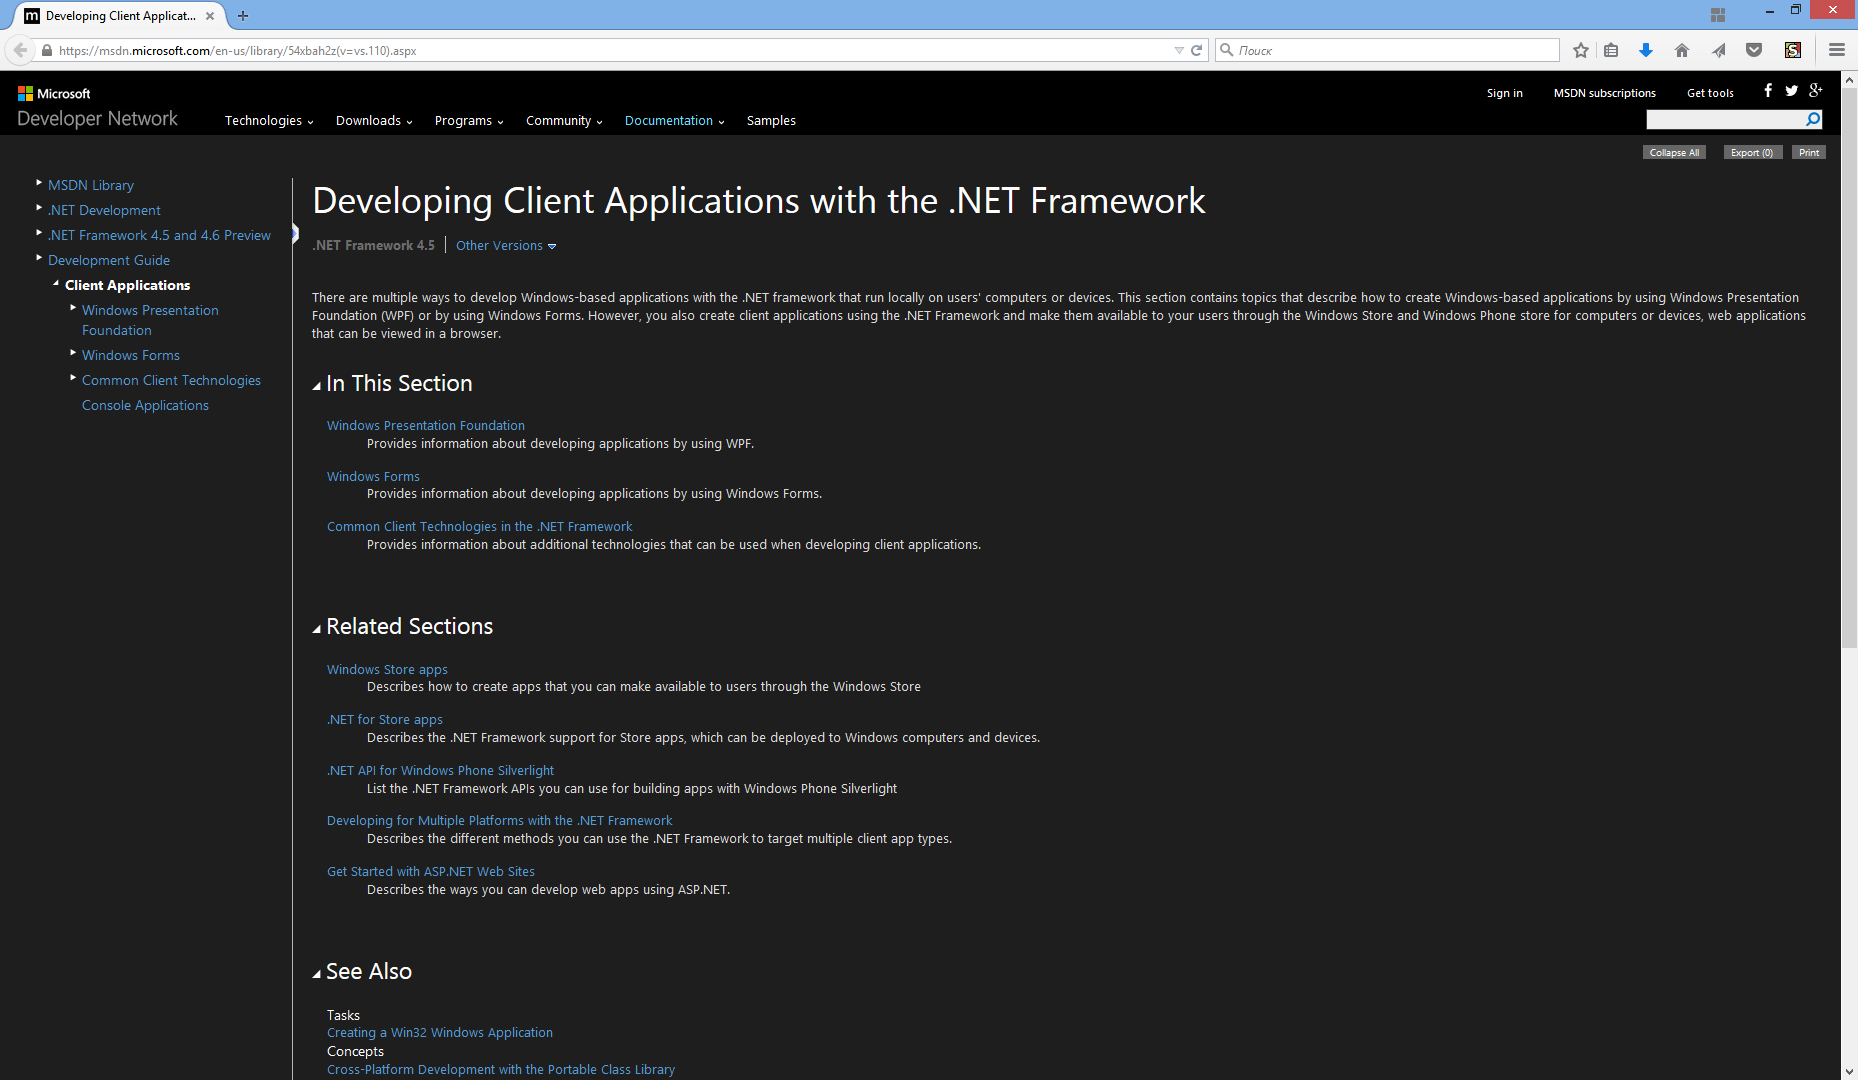 Developing Client Applicat...
https://msdn.microsoft.com/en-us/library/54xbah2z(v=vs.110).aspx
Поиск
Microsoft
Developer Network
Sign in MSDN subscriptions Get tools
Technologies Downloads Programs Community Documentation Samples
Collapse All Export (0) Print
MSDN Library
.NET Development
.NET Framework 4.5 and 4.6 Preview
Development Guide
Client Applications
Windows Presentation
Foundation
Windows Forms
Common Client Technologies
Console Applications
Developing Client Applications with the .NET Framework
.NET Framework 4.5 Other Versions
There are multiple ways to develop Windows-based applications with the .NET framework that run locally on users' computers or devices. This section contains topics that describe how to create Windows-based applications by using Windows Presentation
Foundation (WPF) or by using Windows Forms. However, you also create client applications using the .NET Framework and make them available to your users through the Windows Store and Windows Phone store for computers or devices, web applications
that can be viewed in a browser.
In This Section
Windows Presentation Foundation
Provides information about developing applications by using WPF.
Windows Forms
Provides information about developing applications by using Windows Forms.
Common Client Technologies in the .NET Framework
Provides information about additional technologies that can be used when developing client applications.
Related Sections
Windows Store apps
Describes how to create apps that you can make available to users through the Windows Store
.NET for Store apps
Describes the .NET Framework support for Store apps, which can be deployed to Windows computers and devices.
.NET API for Windows Phone Silverlight
List the .NET Framework APIs you can use for building apps with Windows Phone Silverlight
Developing for Multiple Platforms with the .NET Framework
Describes the different methods you can use the .NET Framework to target multiple client app types.
Get Started with ASP.NET Web Sites
Describes the ways you can develop web apps using ASP.NET.
See Also
Tasks
Creating a Win32 Windows Application
Concepts
Cross-Platform Development with the Portable Class Library